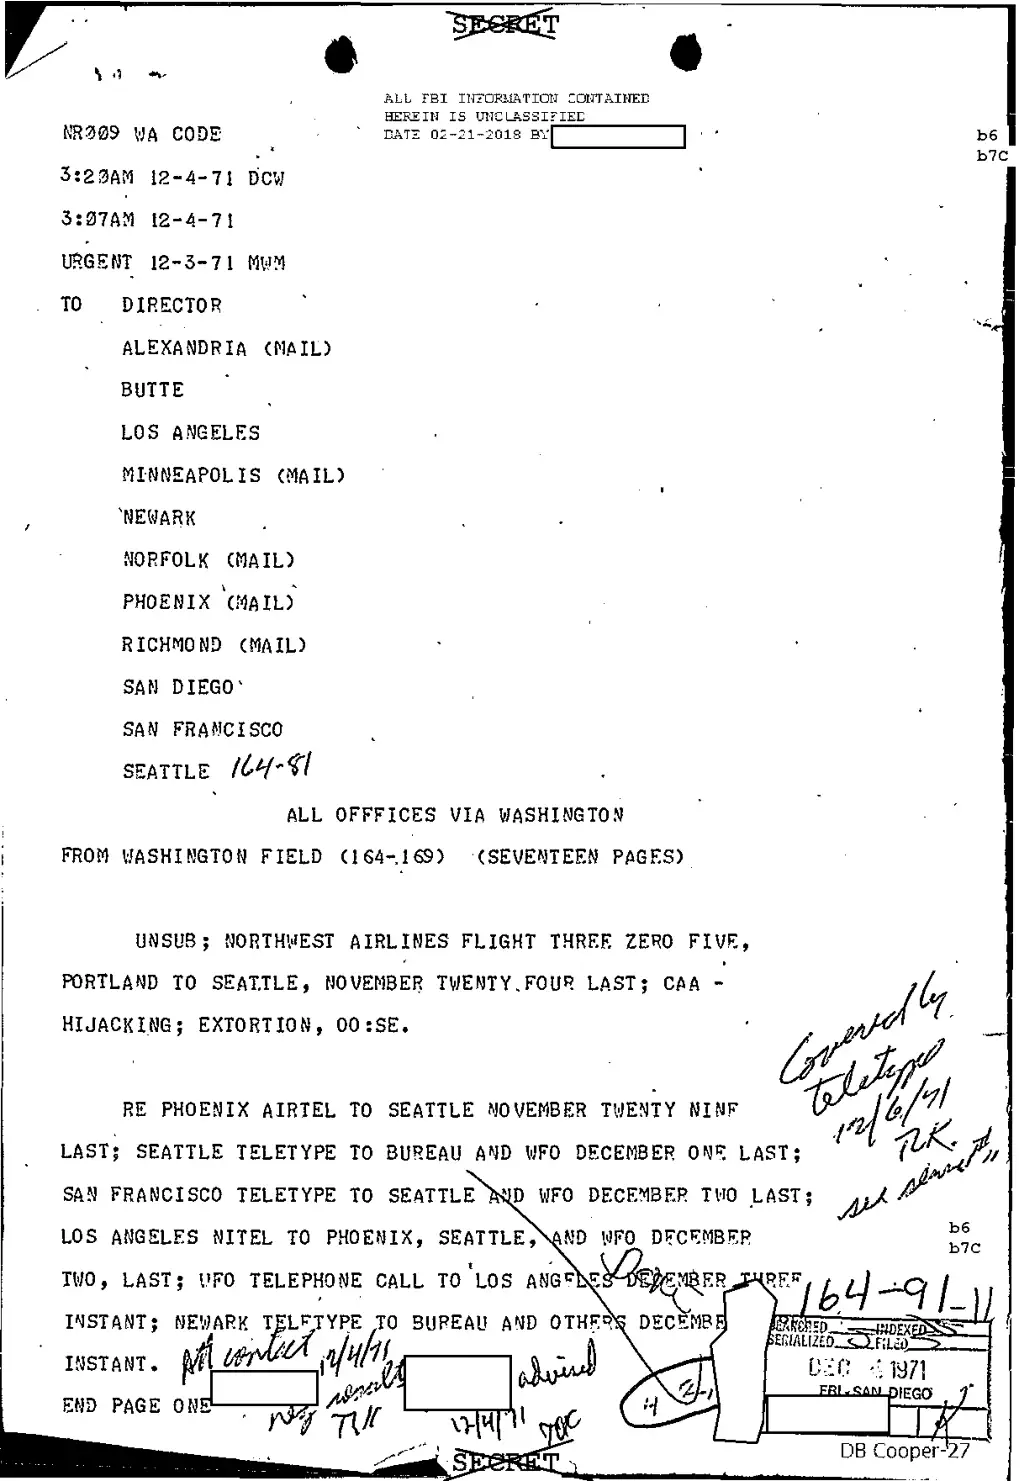 SECRET
ALL FBI INFORMATION CONTAINED
HEREIN IS UNCLASSIFIED
DATE 02-21-2018 BY
b6
b7C
NR009 WA CODE
3:20AM 12-4-71 DCW
3:07AM 12-4-71
URGENT 12-3-71 MWM
TO DIRECTOR
ALEXANDRIA (MAIL)
BUTTE
LOS ANGELES
MINNEAPOLIS (MAIL)
NEWARK
NORFOLK (MAIL)
PHOENIX (MAIL)
RICHMOND (MAIL)
SAN DIEGO
SAN FRANCISCO
SEATTLE 164-81
ALL OFFFICES VIA WASHINGTON
FROM WASHINGTON FIELD (164-169) (SEVENTEEN PAGES)
UNSUB; NORTHWEST AIRLINES FLIGHT THREE ZERO FIVE,
PORTLAND TO SEATTLE, NOVEMBER TWENTY.FOUR LAST; CAA -
HIJACKING; EXTORTION, OO:SE.
Covered by
teletype
12/6/71
RE PHOENIX AIRTEL TO SEATTLE NOVEMBER TWENTY NINE
LAST; SEATTLE TELETYPE TO BUREAU AND WFO DECEMBER ONE LAST;
SAN FRANCISCO TELETYPE TO SEATTLE AND WFO DECEMBER TWO LAST;
LOS ANGELES NITEL TO PHOENIX, SEATTLE, AND WFO DECEMBER
TWO, LAST; WFO TELEPHONE CALL TO LOS ANGELES DECEMBER THREE
INSTANT; NEWARK TELETYPE TO BUREAU AND OTHERS DECEMBE
INSTANT.
END PAGE ONE
b6
b7C
164-91-11
INDEXED
SERIALIZED FILED
DEC 1971
FBI-SAN DIEGO
contact 12/4/71
neg result
advised
12/4/71
SECRET
DB Cooper-27